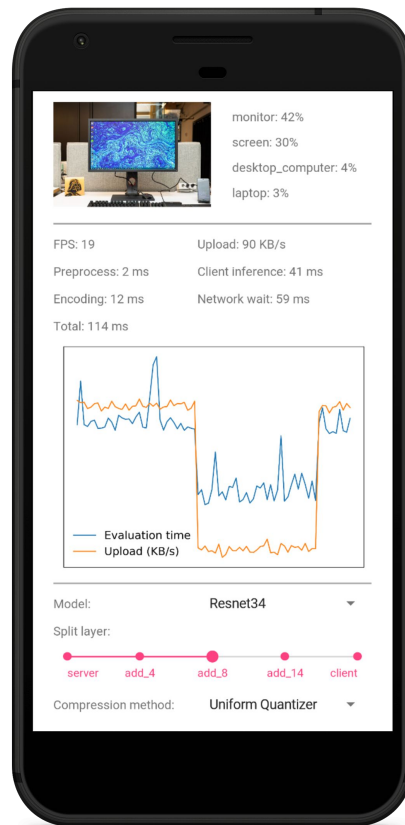 monitor: 42%
screen: 30%
desktop_computer: 4%
laptop: 3%
FPS: 19
Upload: 90 KB/s
Preprocess: 2 ms
Client inference: 41 ms
Encoding: 12 ms
Network wait: 59 ms
Total: 114 ms
Evaluation time
Upload (KB/s)
Model:
Resnet34
Split layer:
server add_4 add_8 add_14 client
Compression method:
Uniform Quantizer